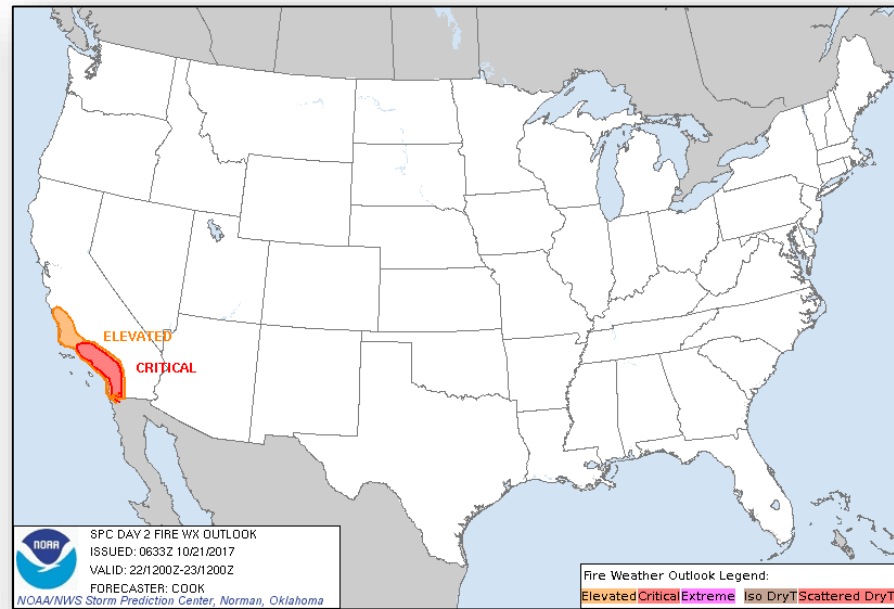 ELEVATED
CRITICAL
NOAA
SPC DAY 2 FIRE WX OUTLOOK
ISSUED: 0633Z 10/21/2017
VALID: 22/1200Z-23/1200Z
FORECASTER: COOK
NOAA/NWS Storm Prediction Center, Norman, Oklahoma
Fire Weather Outlook Legend:
Elevated Critical Extreme Iso DryT Scattered DryT